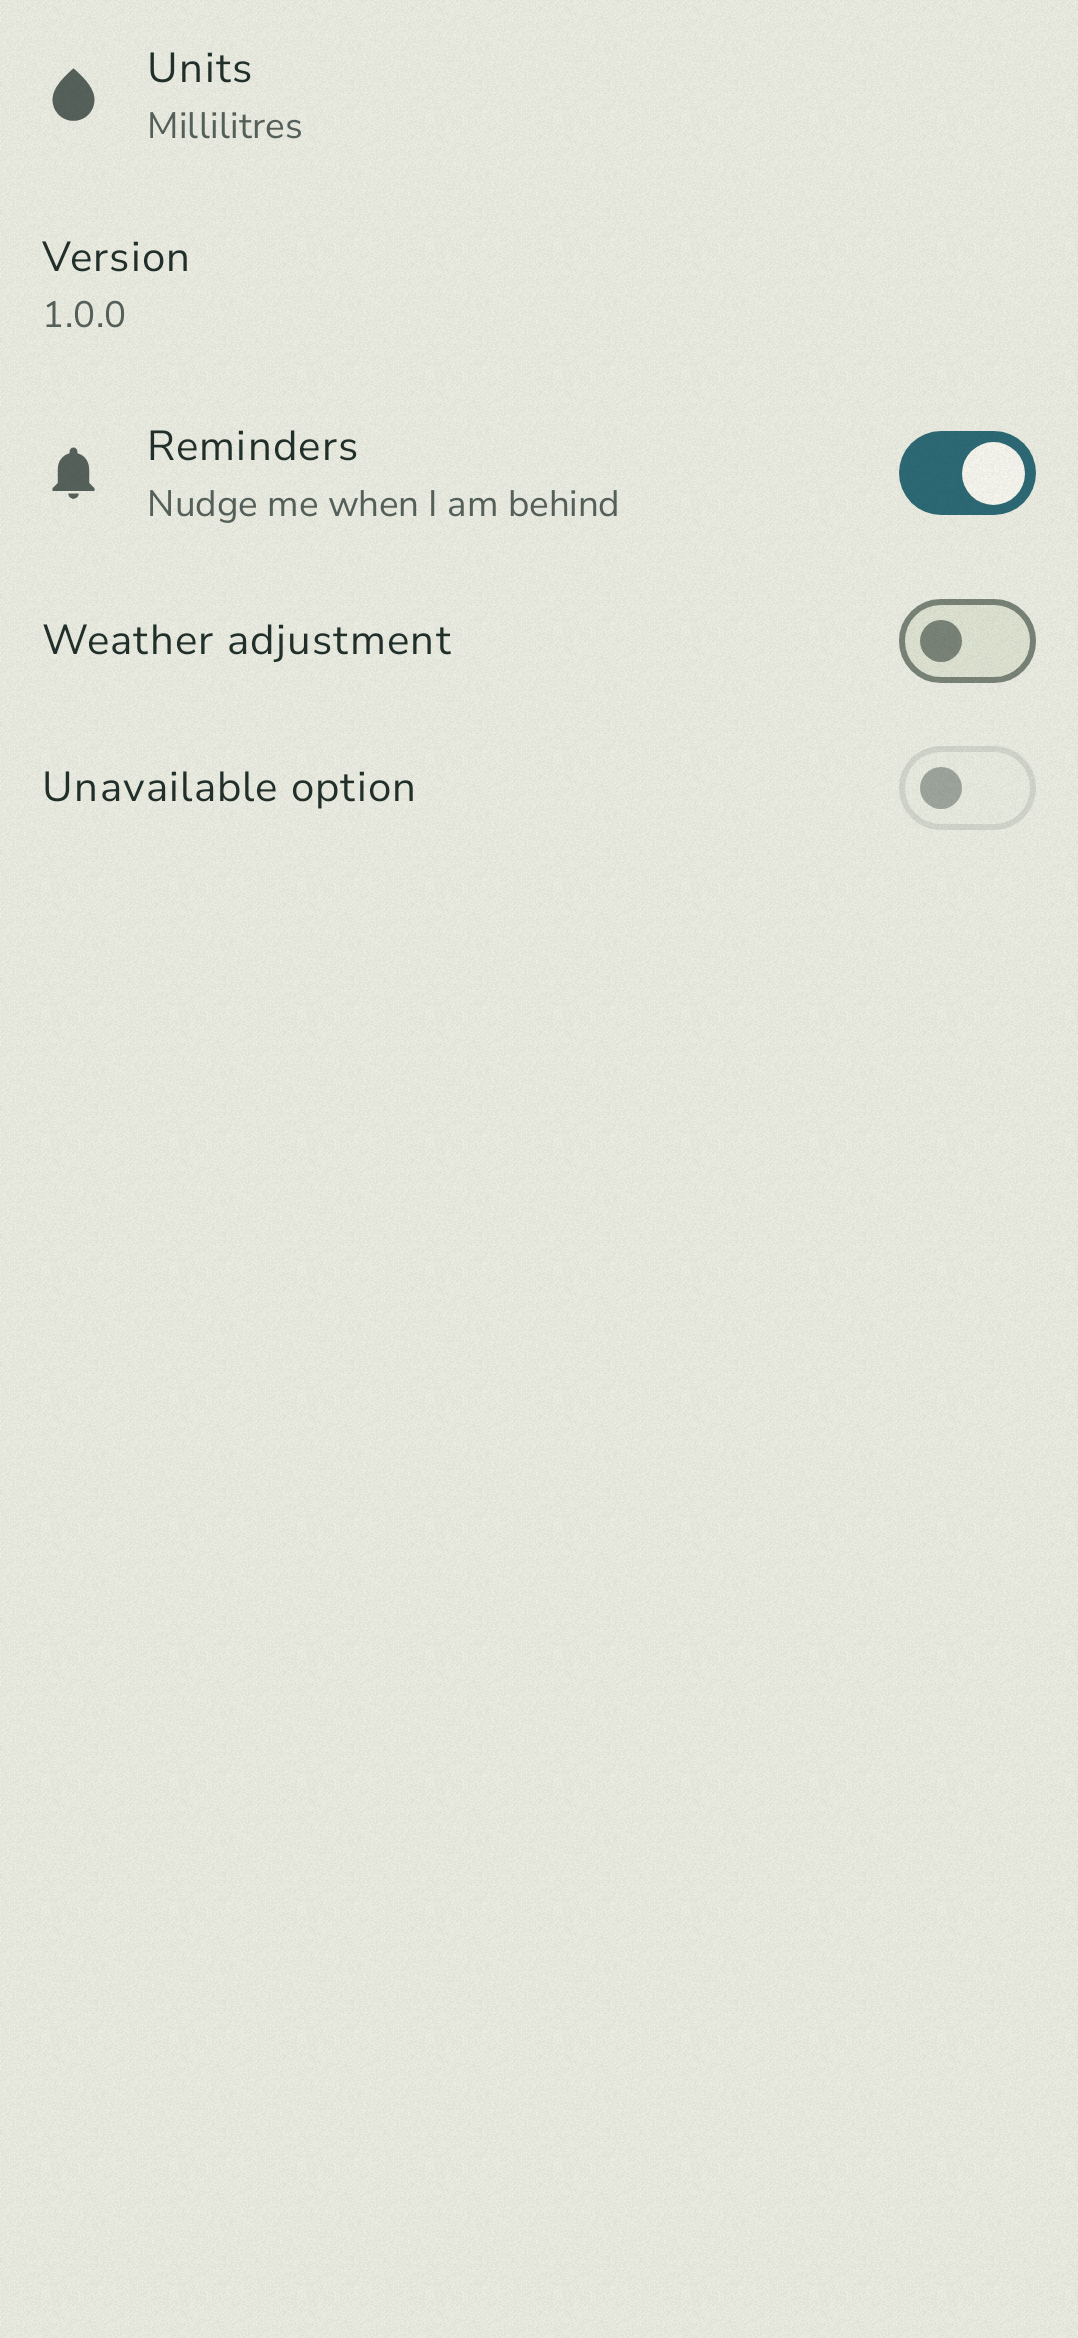 Units
Millilitres
Version
1.0.0
Reminders
Nudge me when I am behind
Weather adjustment
Unavailable option